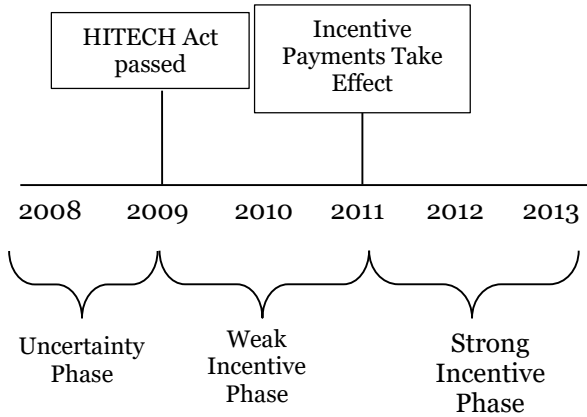 HITECH Act
passed
Incentive
Payments Take
Effect
2008 2009 2010 2011 2012 2013
Uncertainty
Phase
Weak
Incentive
Phase
Strong
Incentive
Phase